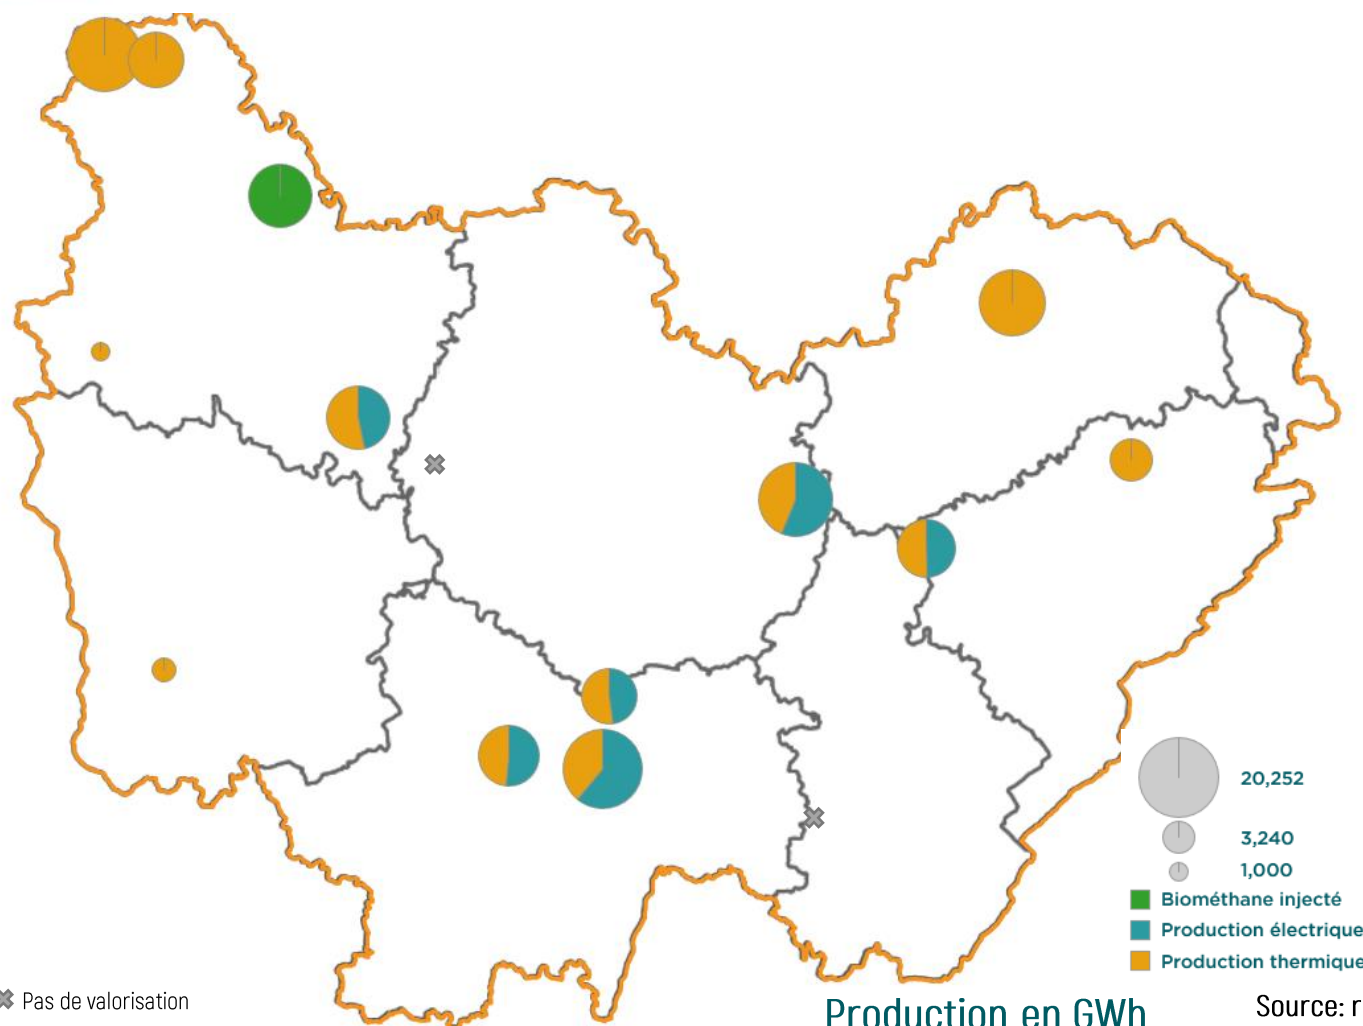 20,252
3,240
1,000
Biométhane injecté
Production électrique
Production thermique
Pas de valorisation
Production en GWh
Source: r